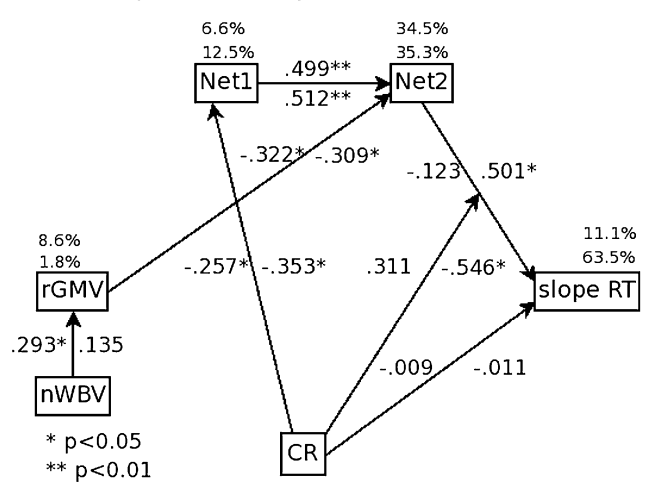 6.6%
12.5%
Net1
34.5%
35.3%
Net2
.499**
.512**
-.322* -.309*
-.123 .501*
8.6%
1.8%
rGMV
-.257* -.353*
.311 -.546*
11.1%
63.5%
slope RT
.293* .135
-.009 -.011
nWBV
CR
* p<0.05
** p<0.01